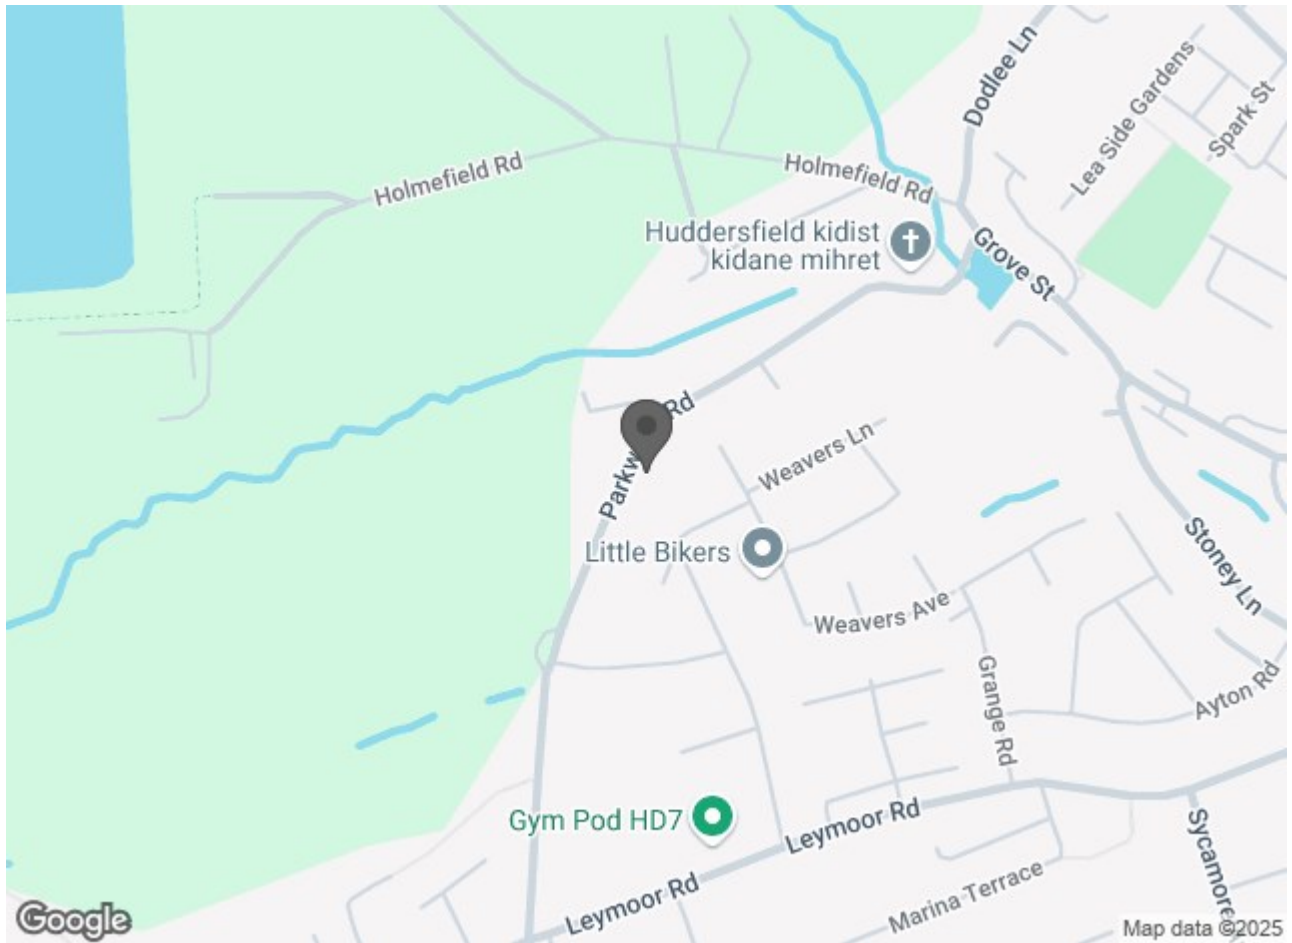 Dodlee Ln
Lea Side Gardens
Spark St
Holmefield Rd
Holmefield Rd
Huddersfield kidist
kidane mihret
Grove St
Rd
Parkw
Weavers Ln
Little Bikers
Stoney Ln
Weavers Ave
Grange Rd
Ayton Rd
Gym Pod HD7
Leymoor Rd
Sycamore
Marina Terrace
Leymoor Rd
Google
Map data ©2025